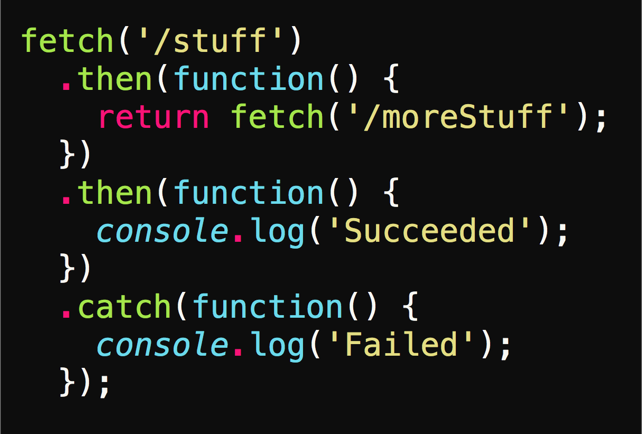 fetch('/stuff')
  .then(function() {
    return fetch('/moreStuff');
  })
  .then(function() {
    console.log('Succeeded');
  })
  .catch(function() {
    console.log('Failed');
  });